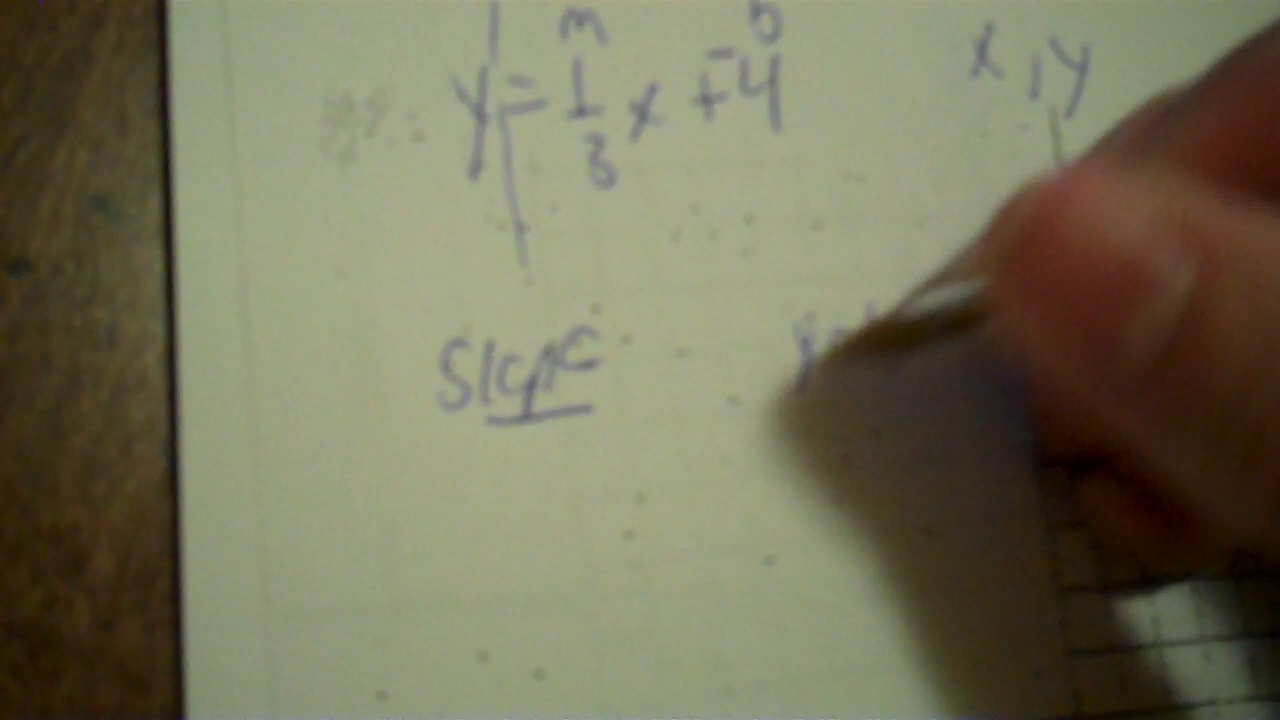 m b
y = 1/3 x + -4
x, y
Slope